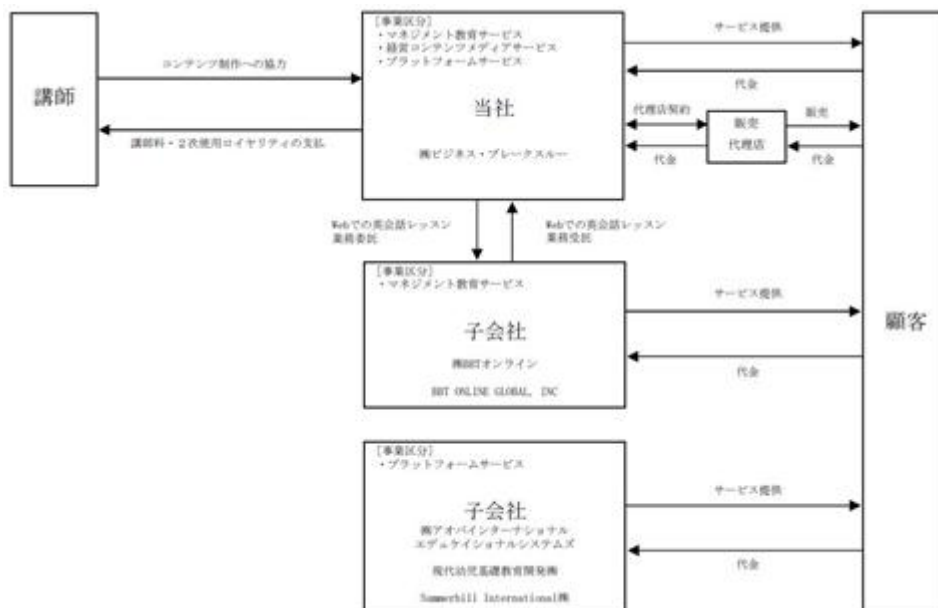 [事業区分]
・マネジメント教育サービス
・経営コンテンツメディアサービス
・プラットフォームサービス
当社
㈱ビジネス・ブレークスルー
講師
コンテンツ制作への協力
講師料・2次使用ロイヤリティの支払
サービス提供
代金
代理店契約
代金
販売
代理店
販売
代金
顧客
Webでの英会話レッスン
業務委託
Webでの英会話レッスン
業務受託
[事業区分]
・マネジメント教育サービス
子会社
㈱BBTオンライン
BBT ONLINE GLOBAL, INC
サービス提供
代金
[事業区分]
・プラットフォームサービス
子会社
㈱アオバインターナショナル
エデュケイショナルシステムズ
現代幼児基礎教育開発㈱
Summerhill International㈱
サービス提供
代金